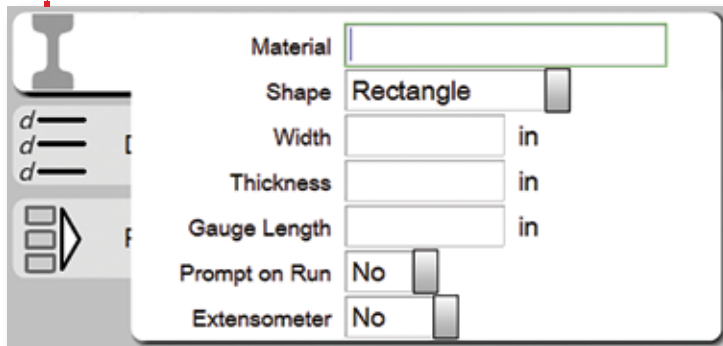 Material
Shape Rectangle
Width in
d
d
d
Thickness in
Gauge Length in
Prompt on Run No
Extensometer No